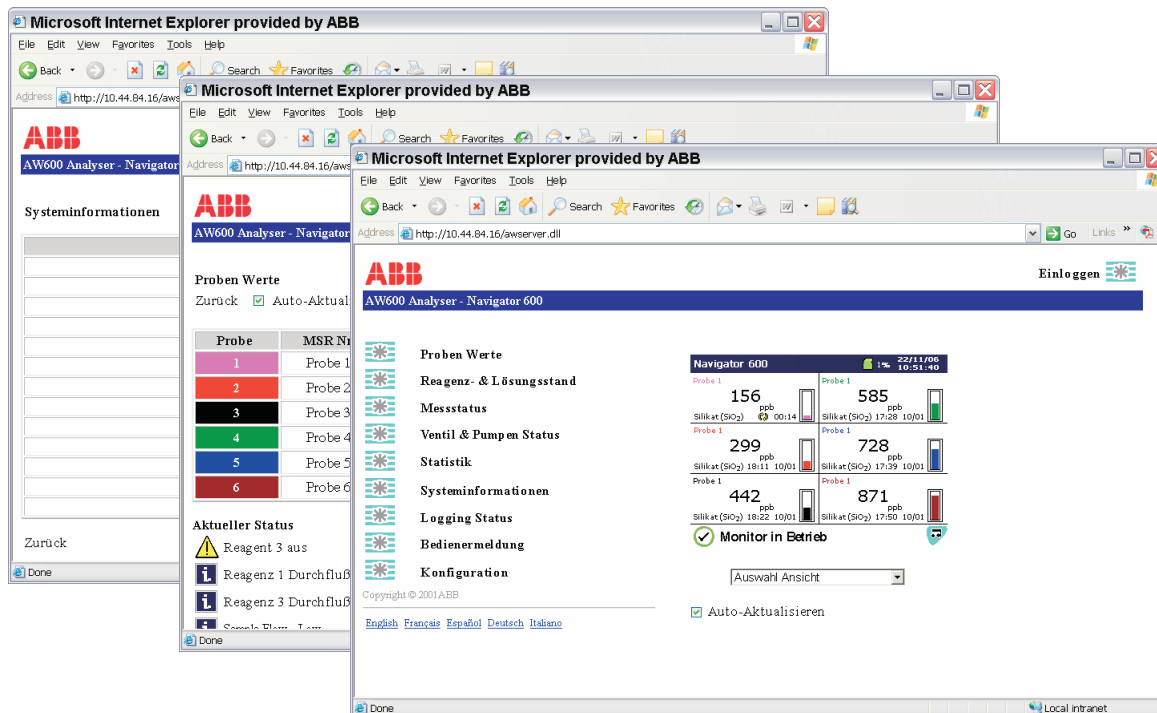 Microsoft Internet Explorer provided by ABB
File Edit View Favorites Tools Help
Back Search Favorites
Address http://10.44.84.16/aws
ABB
AW600 Analyser - Navigator
Systeminformationen
Zurück
Done
Microsoft Internet Explorer provided by ABB
File Edit View Favorites Tools Help
Back Search Favorites
Address http://10.44.84.16/aws
ABB
AW600 Analyser - Navigator
Proben Werte
Zurück Auto-Aktuali
Probe MSR Nr
1 Probe 1
2 Probe 2
3 Probe 3
4 Probe 4
5 Probe 5
6 Probe 6
Aktueller Status
Reagent 3 aus
Reagenz 1 Durchfluß
Reagenz 3 Durchfluß
Sample Flow - Low
Done
Microsoft Internet Explorer provided by ABB
File Edit View Favorites Tools Help
Back Search Favorites
Address http://10.44.84.16/awserver.dll Go Links »
ABB
Einloggen
AW600 Analyser - Navigator 600
Proben Werte
Reagenz- & Lösungsstand
Messstatus
Ventil & Pumpen Status
Statistik
Systeminformationen
Logging Status
Bedienermeldung
Konfiguration
Copyright © 2001ABB
English Français Español Deutsch Italiano
Navigator 600 1% 22/11/06
10:51:40
Probe 1 Probe 1
156 585
ppb ppb
Silikat(SiO2) 00:14 Silikat(SiO2) 17:28 10/01
Probe 1 Probe 1
299 728
ppb ppb
Silikat(SiO2) 18:11 10/01 Silikat(SiO2) 17:39 10/01
Probe 1 Probe 1
442 871
ppb ppb
Silikat(SiO2) 18:22 10/01 Silikat(SiO2) 17:50 10/01
Monitor in Betrieb
Auswahl Ansicht
Auto-Aktualisieren
Done Local intranet